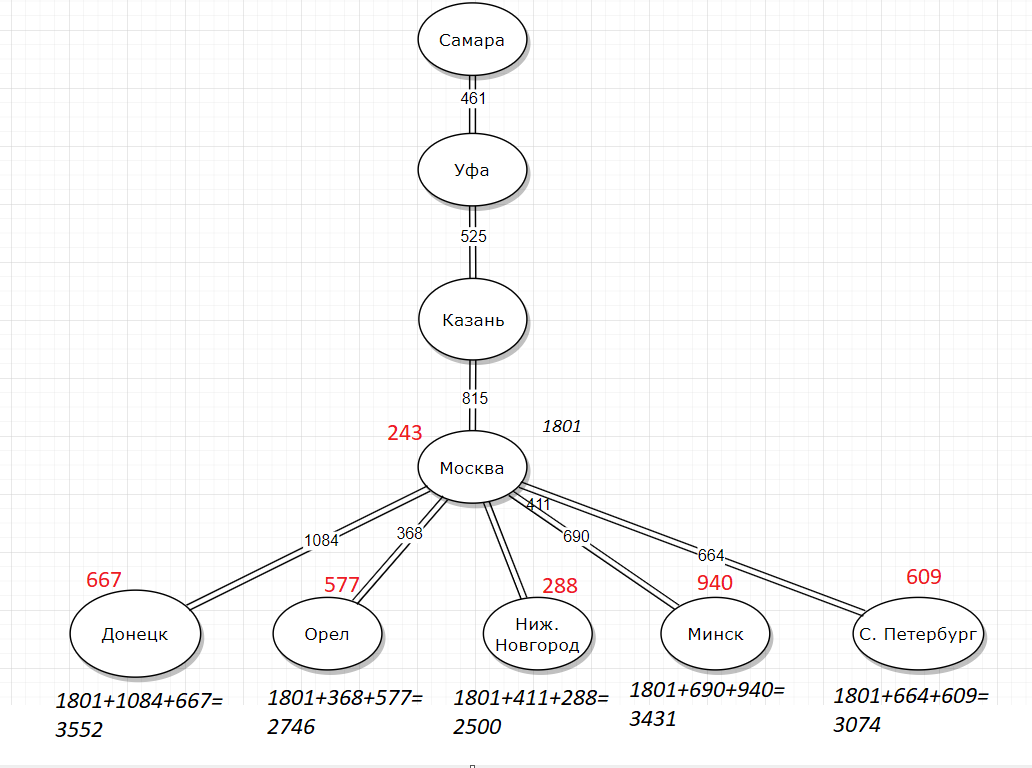 Самара
461
Уфа
525
Казань
815
243
1801
Москва
411
1084
368
690
664
667
577
288
940
609
Донецк
Орел
Ниж.
Новгород
Минск
С. Петербург
1801+1084+667=
3552
1801+368+577=
2746
1801+411+288=
2500
1801+690+940=
3431
1801+664+609=
3074